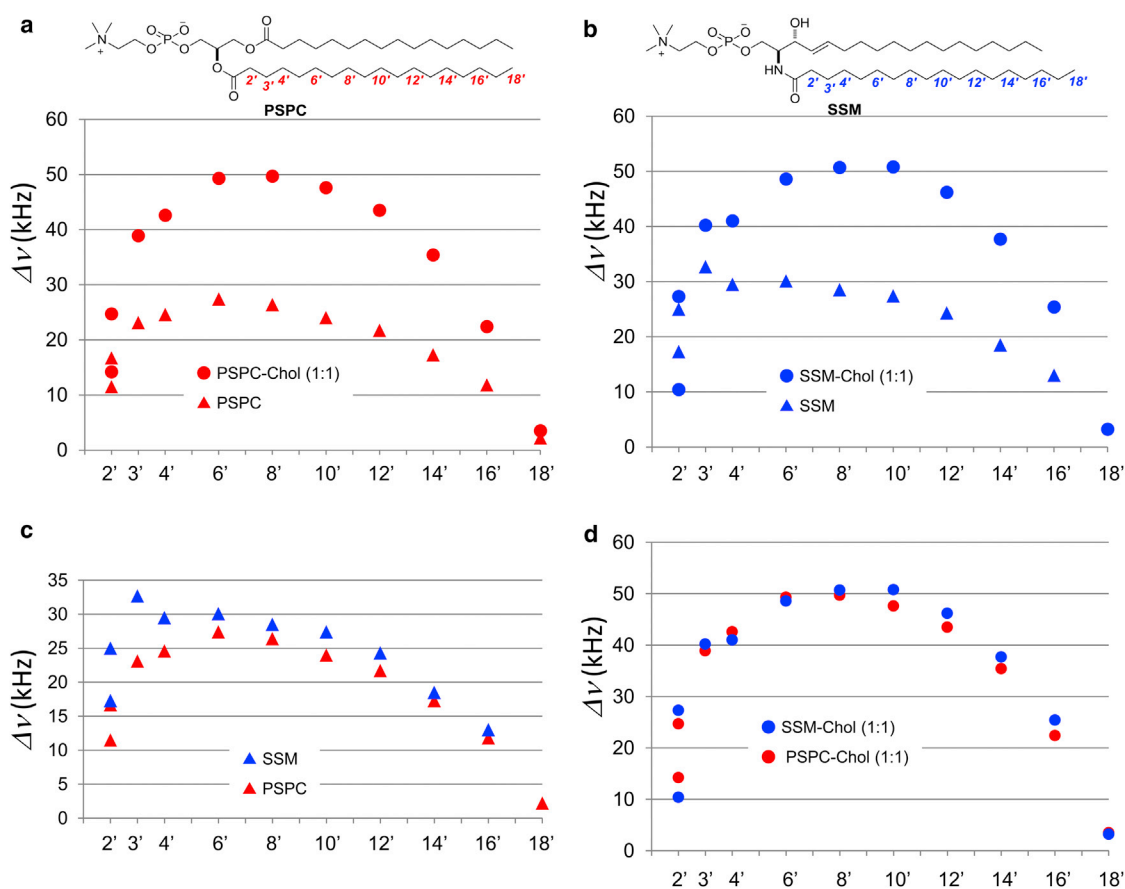 a
O
O
O⁻
P
O
O
O
N
+
O
O
2' 3' 4' 6' 8' 10' 12' 14' 16' 18'
PSPC
60
50
40
30
20
10
0
Δν (kHz)
PSPC-Chol (1:1)
PSPC
2' 3' 4' 6' 8' 10' 12' 14' 16' 18'
b
O
O⁻
OH
P
O
O
N
+
HN
O
2' 3' 4' 6' 8' 10' 12' 14' 16' 18'
SSM
60
50
40
30
20
10
0
Δν (kHz)
SSM-Chol (1:1)
SSM
2' 3' 4' 6' 8' 10' 12' 14' 16' 18'
c
35
30
25
20
15
10
5
0
Δν (kHz)
SSM
PSPC
2' 3' 4' 6' 8' 10' 12' 14' 16' 18'
d
60
50
40
30
20
10
0
Δν (kHz)
SSM-Chol (1:1)
PSPC-Chol (1:1)
2' 3' 4' 6' 8' 10' 12' 14' 16' 18'